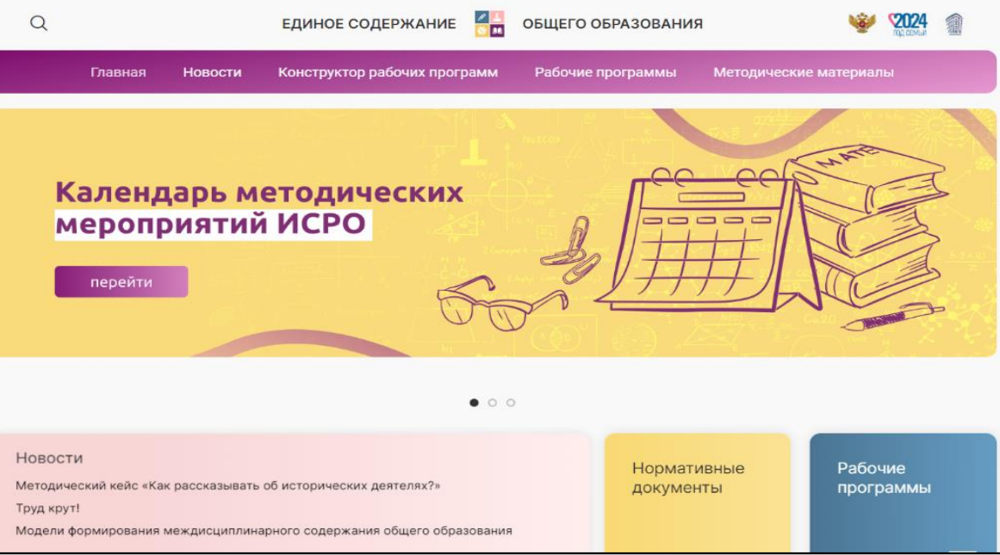 ЕДИНОЕ СОДЕРЖАНИЕ ОБЩЕГО ОБРАЗОВАНИЯ
2024
ГОД СЕМЬИ
Главная Новости Конструктор рабочих программ Рабочие программы Методические материалы
Календарь методических
мероприятий ИСРО
перейти
МАТЕ
Новости
Методический кейс «Как рассказывать об исторических деятелях?»
Труд крут!
Модели формирования междисциплинарного содержания общего образования
Нормативные
документы
Рабочие
программы